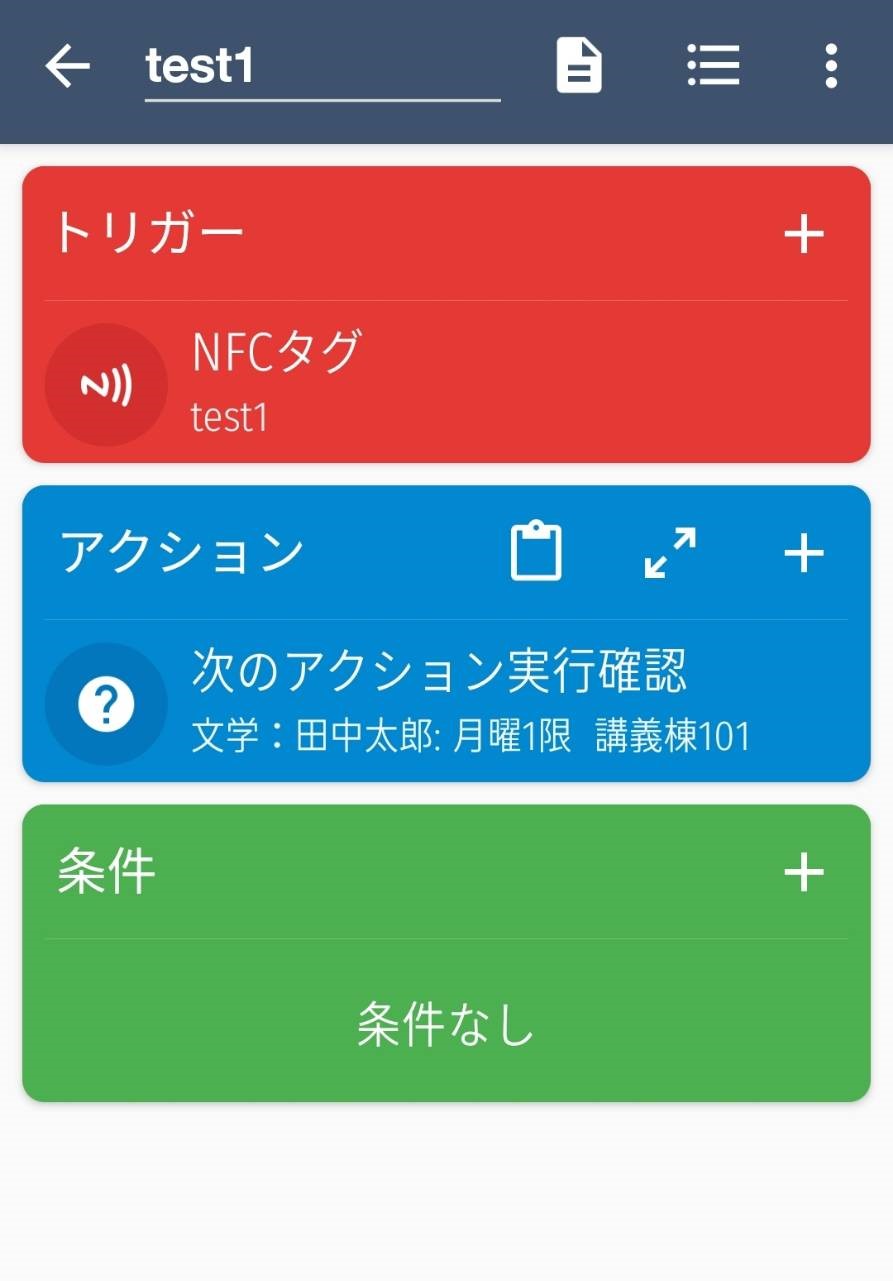 test1
トリガー
NFCタグ
test1
アクション
次のアクション実行確認
文学：田中太郎: 月曜1限 講義棟101
条件
条件なし